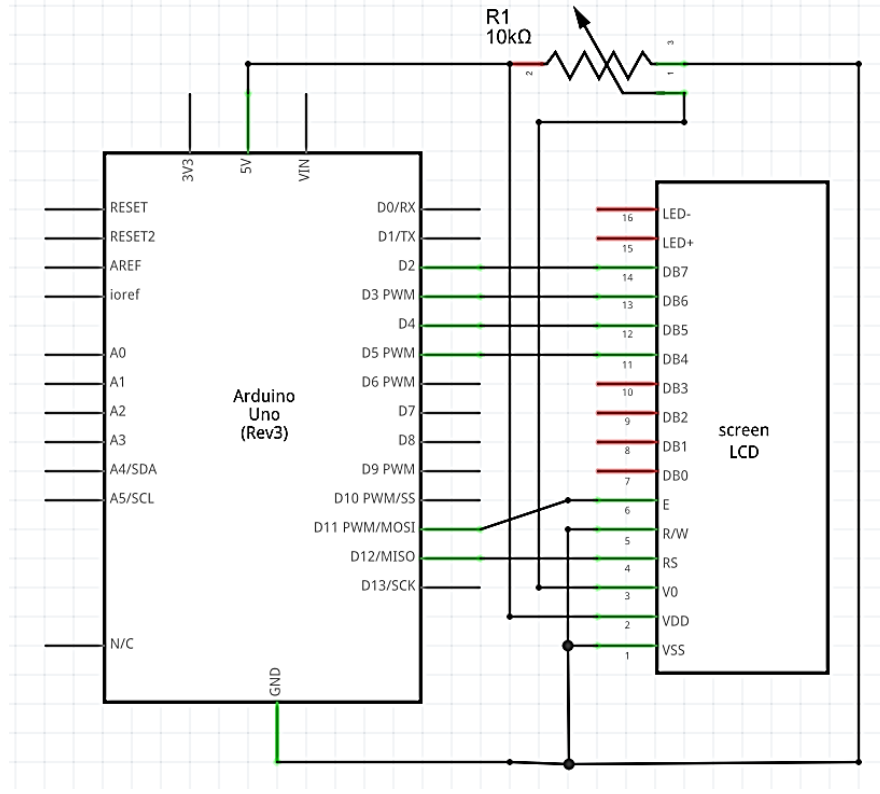 R1
10kΩ
3
2
1
3V3
5V
VIN
RESET
RESET2
AREF
ioref
A0
A1
A2
A3
A4/SDA
A5/SCL
N/C
GND
Arduino
Uno
(Rev3)
D0/RX
D1/TX
D2
D3 PWM
D4
D5 PWM
D6 PWM
D7
D8
D9 PWM
D10 PWM/SS
D11 PWM/MOSI
D12/MISO
D13/SCK
16 LED-
15 LED+
14 DB7
13 DB6
12 DB5
11 DB4
10 DB3
9 DB2
8 DB1
7 DB0
6 E
5 R/W
4 RS
3 V0
2 VDD
1 VSS
screen
LCD